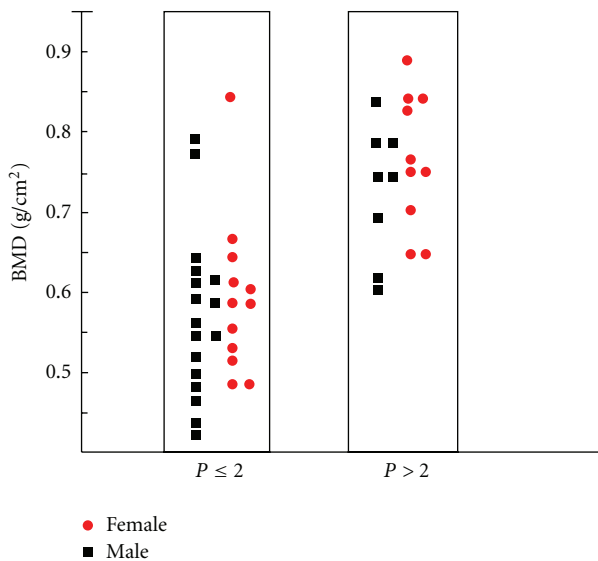 0.9
0.8
0.7
0.6
0.5
BMD (g/cm²)
P ≤ 2
P > 2
Female
Male